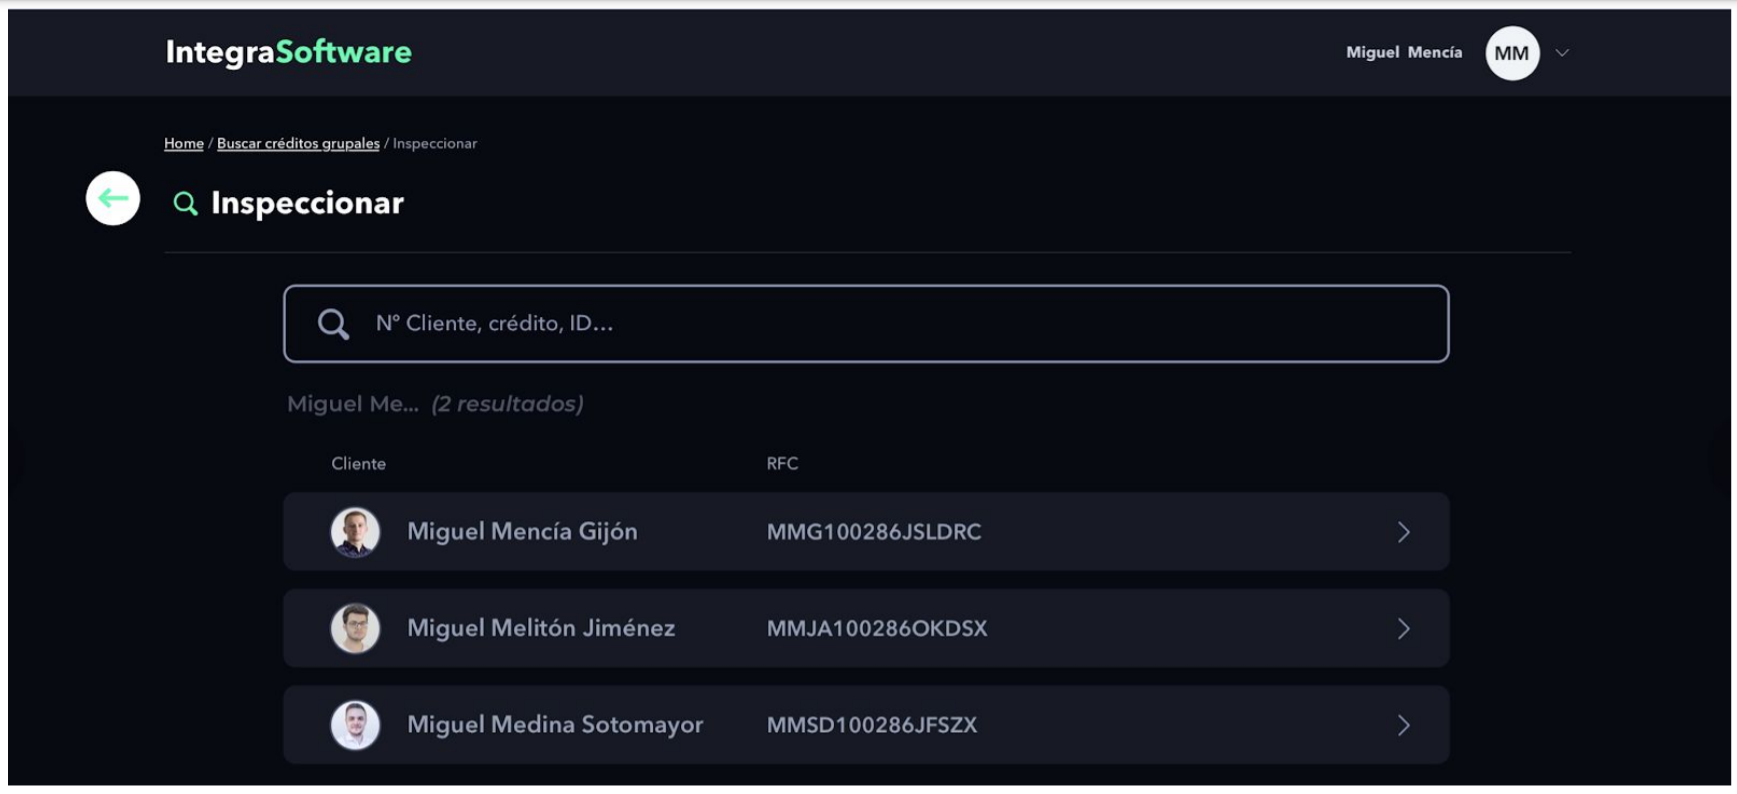 IntegraSoftware
Miguel Mencía MM
Home / Buscar créditos grupales / Inspeccionar
Inspeccionar
Nº Cliente, crédito, ID...
Miguel Me... (2 resultados)
Cliente RFC
Miguel Mencía Gijón MMG100286JSLDRC
Miguel Melitón Jiménez MMJA100286OKDSX
Miguel Medina Sotomayor MMSD100286JFSZX